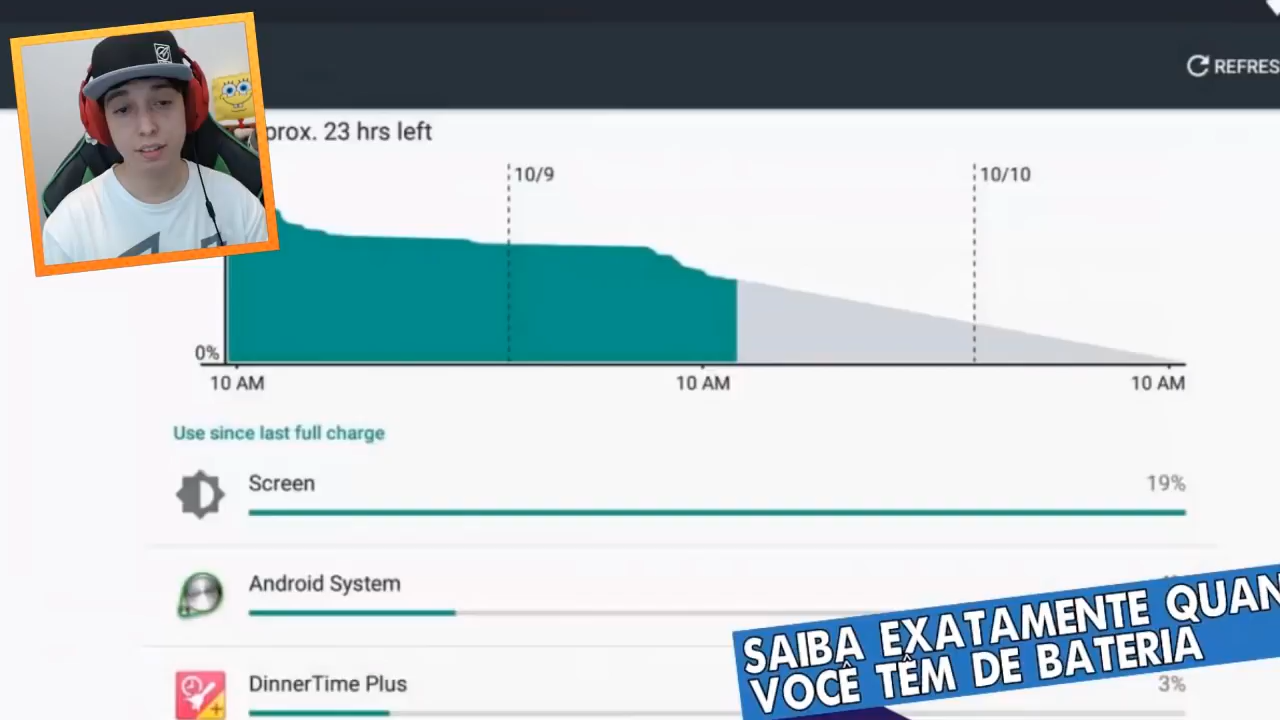 REFRES
prox. 23 hrs left
10/9
10/10
0%
10 AM
10 AM
10 AM
Use since last full charge
Screen
19%
Android System
DinnerTime Plus
3%
SAIBA EXATAMENTE QUAN
VOCÊ TÊM DE BATERIA